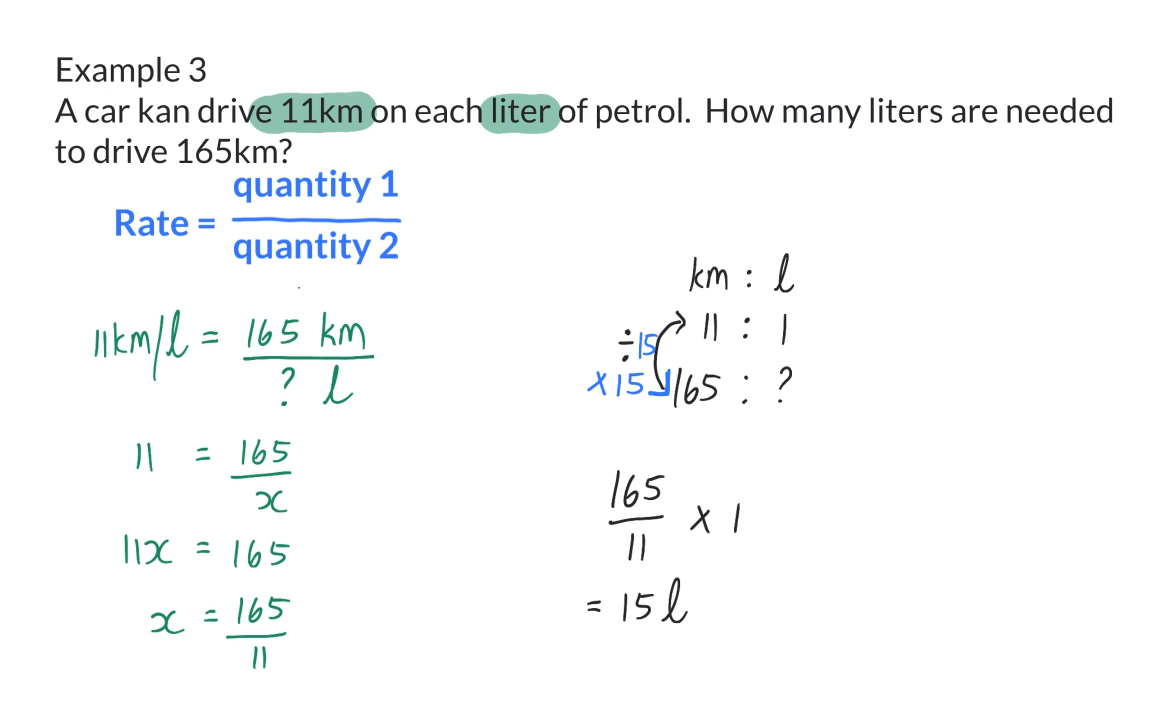 Example 3
A car kan drive 11km on each liter of petrol. How many liters are needed
to drive 165km?
Rate = quantity 1 / quantity 2
11km/l = 165 km / ? l
11 = 165 / x
11x = 165
x = 165 / 11
km : l
÷15 11 : 1
x15 165 : ?
165 / 11 x 1
= 15 l